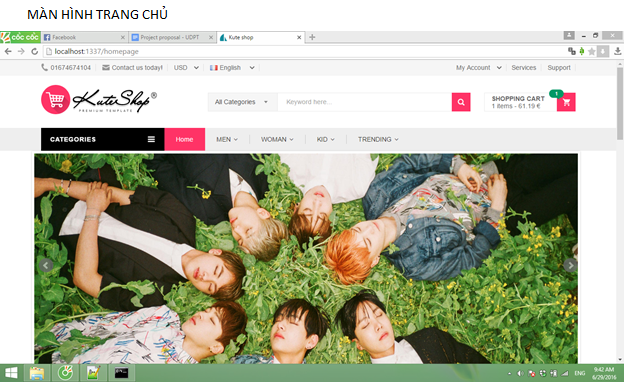 MÀN HÌNH TRANG CHỦ
CỐC CỐC
Facebook
Project proposal - UDPT
Kute shop
localhost:1337/homepage
01674674104
Contact us today!
USD
English
My Account
Services
Support
KuteShop®
PREMIUM TEMPLATE
All Categories
Keyword here...
SHOPPING CART
1 items - 61.19 €
1
CATEGORIES
Home
MEN
WOMAN
KID
TRENDING
ENG
9:42 AM
6/29/2016